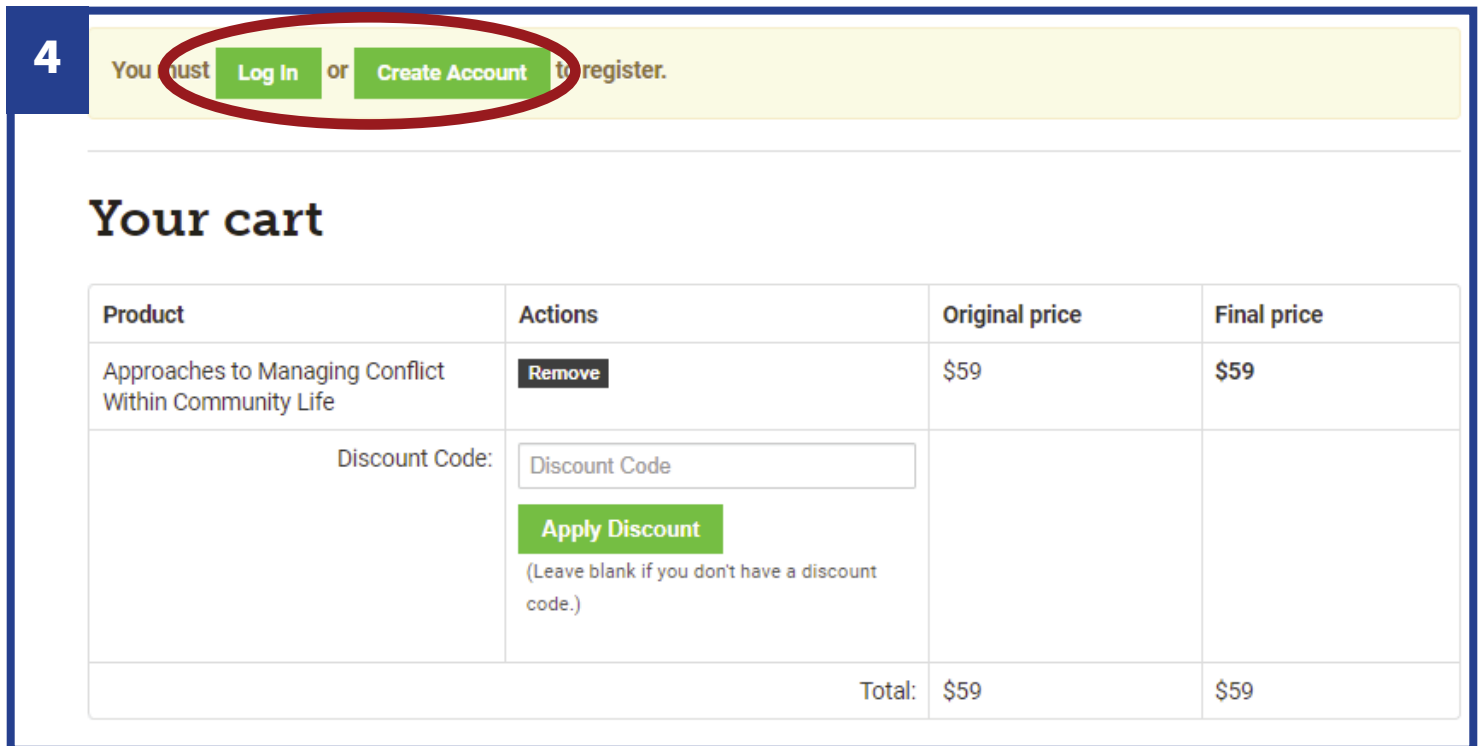 4
You must Log In or Create Account to register.
Your cart
Product Actions Original price Final price
Approaches to Managing Conflict
Within Community Life
Remove
$59
$59
Discount Code:
Discount Code
Apply Discount
(Leave blank if you don't have a discount
code.)
Total: $59 $59